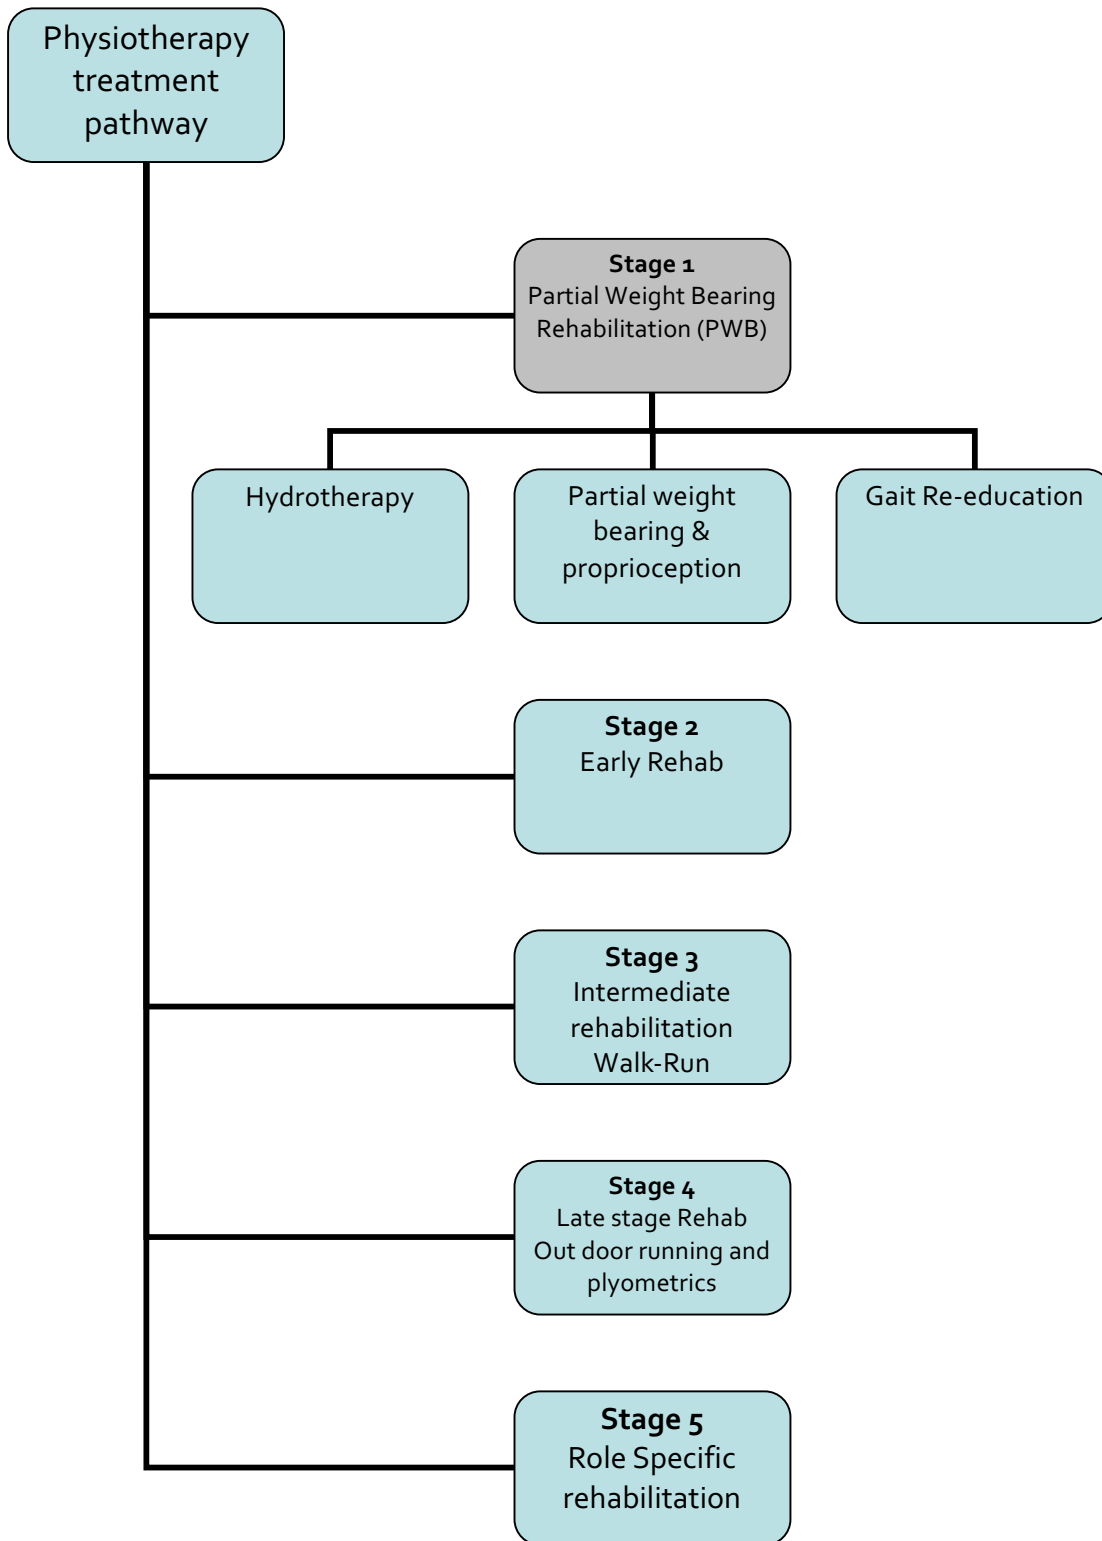 Physiotherapy
treatment
pathway
Stage 1
Partial Weight Bearing
Rehabilitation (PWB)
Hydrotherapy
Partial weight
bearing &
proprioception
Gait Re-education
Stage 2
Early Rehab
Stage 3
Intermediate
rehabilitation
Walk-Run
Stage 4
Late stage Rehab
Out door running and
plyometrics
Stage 5
Role Specific
rehabilitation